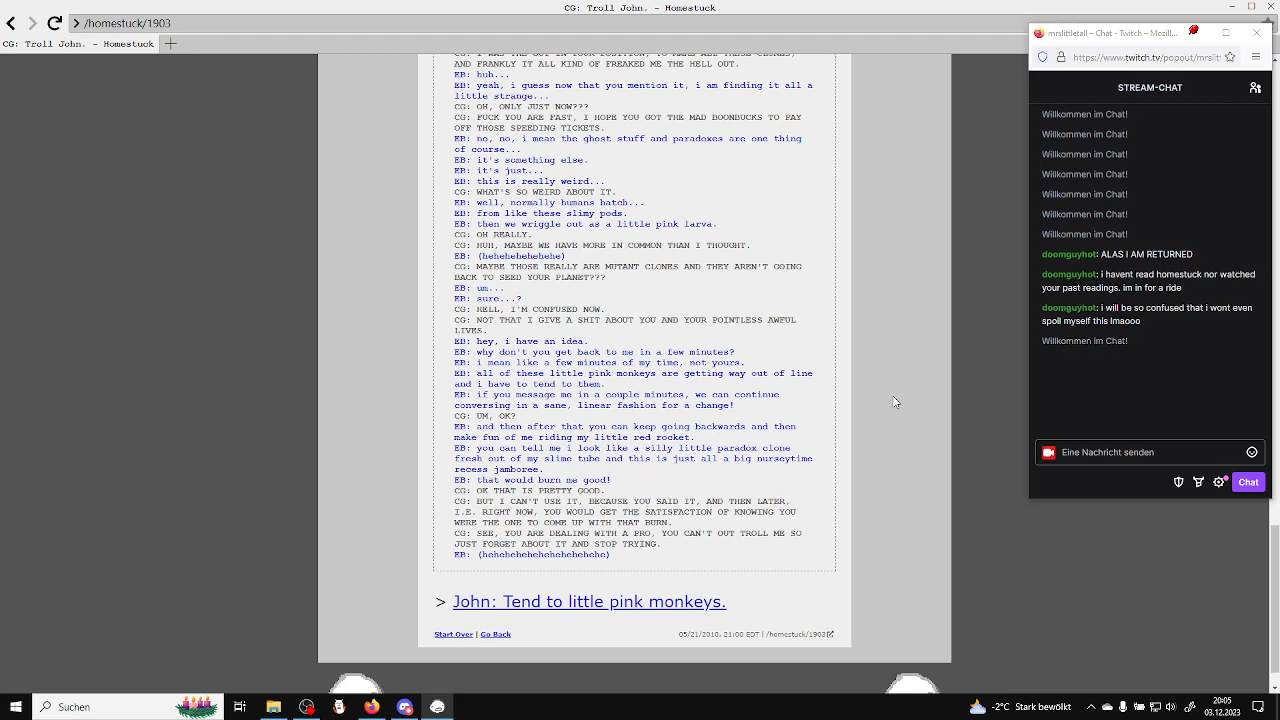 CG: Troll John. - Homestuck
/homestuck/1903
CG: Troll John. - Homestuck
AND FRANKLY IT ALL KIND OF FREAKED ME THE HELL OUT.
EB: huh...
EB: yeah, i guess now that you mention it, i am finding it all a
little strange...
CG: OH, ONLY JUST NOW???
CG: FUCK YOU ARE FAST, I HOPE YOU GOT THE MAD BOONBUCKS TO PAY
OFF THOSE SPEEDING TICKETS.
EB: no, no, i mean the ghost stuff and paradoxes are one thing
of course...
EB: it's something else.
EB: it's just...
EB: this is really weird...
CG: WHAT'S SO WEIRD ABOUT IT.
EB: well, normally humans hatch...
EB: from like these slimy pods.
EB: then we wriggle out as a little pink larva.
CG: OH REALLY.
CG: HUH, MAYBE WE HAVE MORE IN COMMON THAN I THOUGHT.
EB: (hehehehehehe)
CG: MAYBE THOSE REALLY ARE MUTANT CLONES AND THEY AREN'T GOING
BACK TO SEED YOUR PLANET???
EB: um...
EB: sure...?
CG: HELL, I'M CONFUSED NOW.
CG: NOT THAT I GIVE A SHIT ABOUT YOU AND YOUR POINTLESS AWFUL
LIVES.
EB: hey, i have an idea.
EB: why don't you get back to me in a few minutes?
EB: i mean like a few minutes of my time, not yours.
EB: all of these little pink monkeys are getting way out of line
and i have to tend to them.
EB: if you message me in a couple minutes, we can continue
conversing in a sane, linear fashion for a change!
CG: UM, OK?
EB: and then after that you can keep going backwards and then
make fun of me riding my little red rocket.
EB: you can tell me i look like a silly little paradox clone
fresh out of my slime tube and this is just all a big nurseytime
recess jamboree.
EB: that would burn me good!
CG: OK THAT IS PRETTY GOOD.
CG: BUT I CAN'T USE IT, BECAUSE YOU SAID IT, AND THEN LATER,
I.E. RIGHT NOW, YOU WOULD GET THE SATISFACTION OF KNOWING YOU
WERE THE ONE TO COME UP WITH THAT BURN.
CG: SEE, YOU ARE DEALING WITH A PRO, YOU CAN'T OUT TROLL ME SO
JUST FORGET ABOUT IT AND STOP TRYING.
EB: (hehehehehehehehehehe)
> John: Tend to little pink monkeys.
Start Over | Go Back
05/21/2010, 21:00 EDT | /homestuck/1903
mrslittletall – Chat - Twitch – Mozill...
https://www.twitch.tv/popout/mrslitt
STREAM-CHAT
Willkommen im Chat!
Willkommen im Chat!
Willkommen im Chat!
Willkommen im Chat!
Willkommen im Chat!
Willkommen im Chat!
Willkommen im Chat!
doomguyhot: ALAS I AM RETURNED
doomguyhot: i havent read homestuck nor watched
your past readings. im in for a ride
doomguyhot: i will be so confused that i wont even
spoil myself this lmaooo
Willkommen im Chat!
Eine Nachricht senden
Chat
Suchen
-2°C Stark bewölkt
20:05
03.12.2023